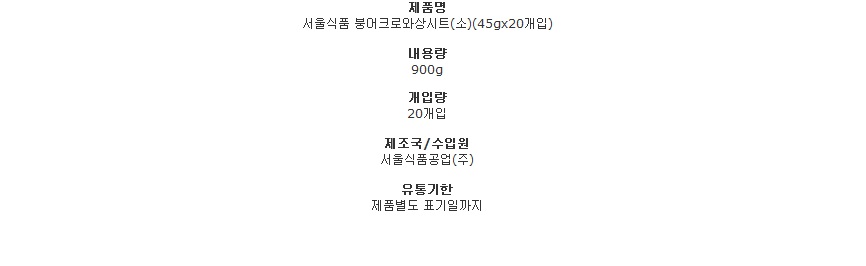 제품명
서울식품 붕어크로와상시트(소)(45gx20개입)
내용량
900g
개입량
20개입
제조국/수입원
서울식품공업(주)
유통기한
제품별도 표기일까지